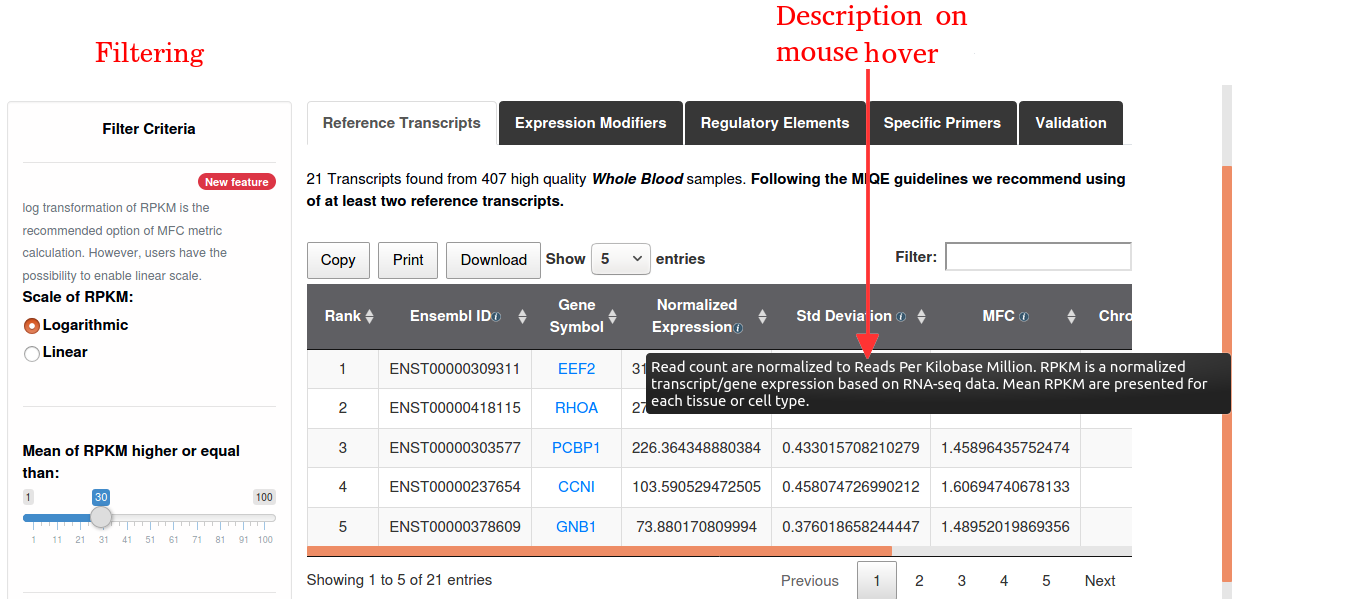 Filtering
Description on
mouse hover
Filter Criteria
New feature
log transformation of RPKM is the
recommended option of MFC metric
calculation. However, users have the
possibility to enable linear scale.
Scale of RPKM:
Logarithmic
Linear
Mean of RPKM higher or equal
than:
1 30 100
1 11 21 31 41 51 61 71 81 91 100
Reference Transcripts Expression Modifiers Regulatory Elements Specific Primers Validation
21 Transcripts found from 407 high quality Whole Blood samples. Following the MIQE guidelines we recommend using
of at least two reference transcripts.
Copy Print Download Show 5 entries Filter:
Rank Ensembl ID Gene Symbol Normalized Expression Std Deviation MFC Chro
1 ENST00000309311 EEF2 31
Read count are normalized to Reads Per Kilobase Million. RPKM is a normalized
transcript/gene expression based on RNA-seq data. Mean RPKM are presented for
each tissue or cell type.
2 ENST00000418115 RHOA 27
3 ENST00000303577 PCBP1 226.364348880384 0.433015708210279 1.45896435752474
4 ENST00000237654 CCNI 103.590529472505 0.458074726990212 1.60694740678133
5 ENST00000378609 GNB1 73.880170809994 0.376018658244447 1.48952019869356
Showing 1 to 5 of 21 entries
Previous 1 2 3 4 5 Next